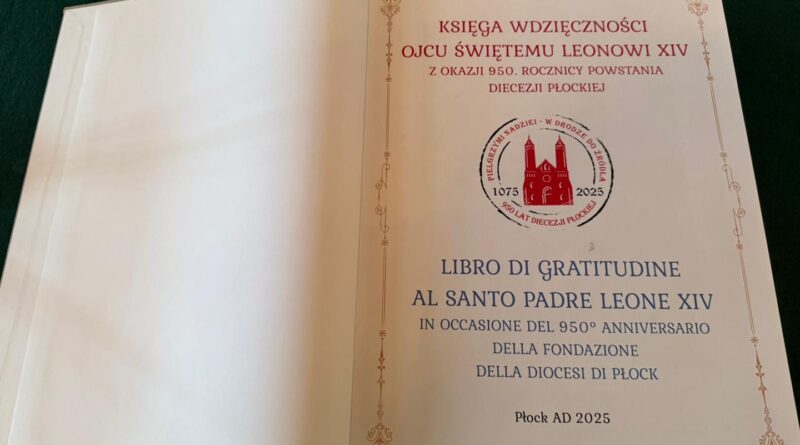 KSIĘGA WDZIĘCZNOŚCI
OJCU ŚWIĘTEMU LEONOWI XIV
Z OKAZJI 950. ROCZNICY POWSTANIA
DIECEZJI PŁOCKIEJ
PIELGRZYMI NADZIEI - W DRODZE DO ŹRÓDŁA
1075 2025
950 LAT DIECEZJI PŁOCKIEJ
LIBRO DI GRATITUDINE
AL SANTO PADRE LEONE XIV
IN OCCASIONE DEL 950° ANNIVERSARIO
DELLA FONDAZIONE
DELLA DIOCESI DI PŁOCK
Płock AD 2025